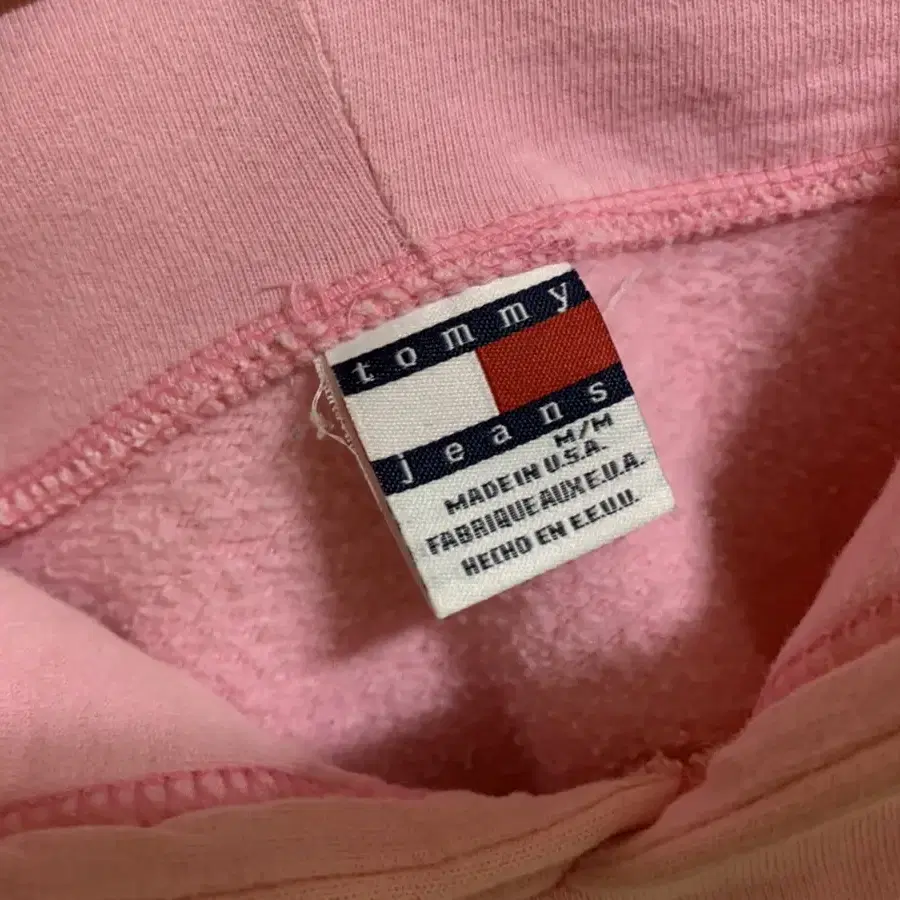 tommy
jeans
M/M
MADE IN U.S.A.
FABRIQUE AUX E.U.A.
HECHO EN E.E.U.U.